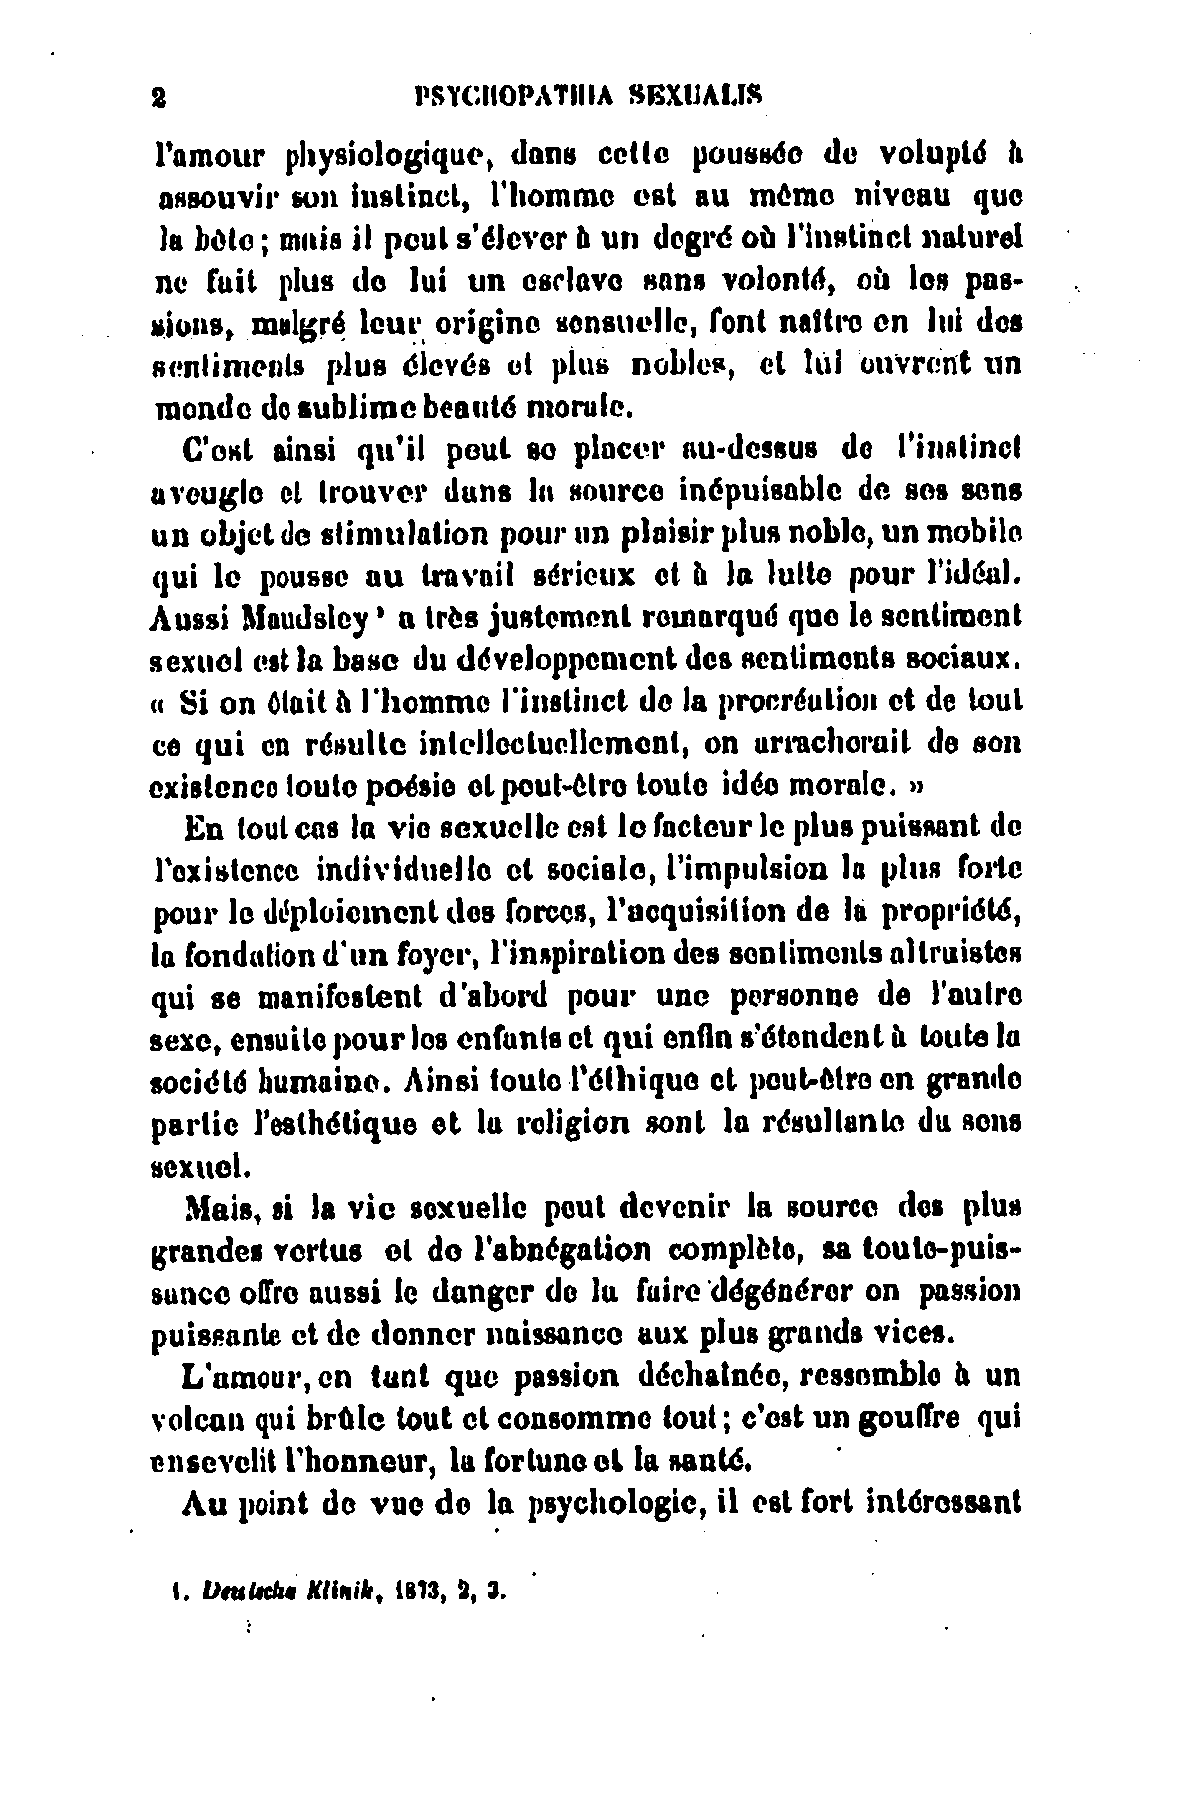 2 PSYCHOPATHIA SEXUALIS
l'amour physiologique, dans cette poussée de volupté à
assouvir son instinct, l'homme est au même niveau que
la bête ; mais il peut s'élever à un degré où l'instinct naturel
ne fait plus de lui un esclave sans volonté, où les pas-
sions, malgré leur origine sensuelle, font naître en lui des
sentiments plus élevés et plus nobles, et lui ouvrent un
monde de sublime beauté morale.
C'est ainsi qu'il peut se placer au-dessus de l'instinct
aveugle et trouver dans la source inépuisable de ses sens
un objet de stimulation pour un plaisir plus noble, un mobile
qui le pousse au travail sérieux et à la lutte pour l'idéal.
Aussi Maudsley ¹ a très justement remarqué que le sentiment
sexuel est la base du développement des sentiments sociaux.
« Si on ôtait à l'homme l'instinct de la procréation et de tout
ce qui en résulte intellectuellement, on arracherait de son
existence toute poésie et peut-être toute idée morale. »
En tout cas la vie sexuelle est le facteur le plus puissant de
l'existence individuelle et sociale, l'impulsion la plus forte
pour le déploiement des forces, l'acquisition de la propriété,
la fondation d'un foyer, l'inspiration des sentiments altruistes
qui se manifestent d'abord pour une personne de l'autre
sexe, ensuite pour les enfants et qui enfin s'étendent à toute la
société humaine. Ainsi toute l'éthique et peut-être en grande
partie l'esthétique et la religion sont la résultante du sens
sexuel.
Mais, si la vie sexuelle peut devenir la source des plus
grandes vertus et de l'abnégation complète, sa toute-puis-
sance offre aussi le danger de la faire dégénérer en passion
puissante et de donner naissance aux plus grands vices.
L'amour, en tant que passion déchaînée, ressemble à un
volcan qui brûle tout et consomme tout ; c'est un gouffre qui
ensevelit l'honneur, la fortune et la santé.
Au point de vue de la psychologie, il est fort intéressant
1. Deutsche Klinik, 1873, 2, 3.